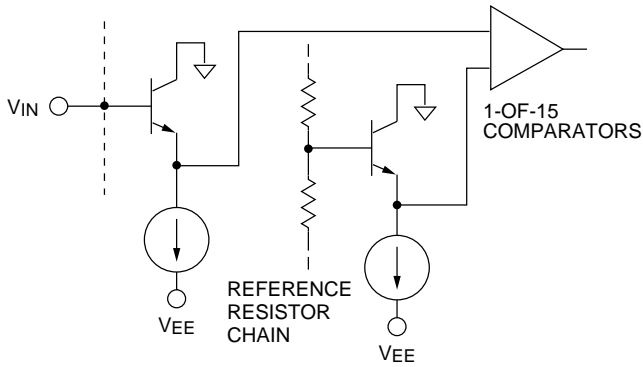 VIN
1-OF-15
COMPARATORS
REFERENCE
RESISTOR
CHAIN
VEE
VEE